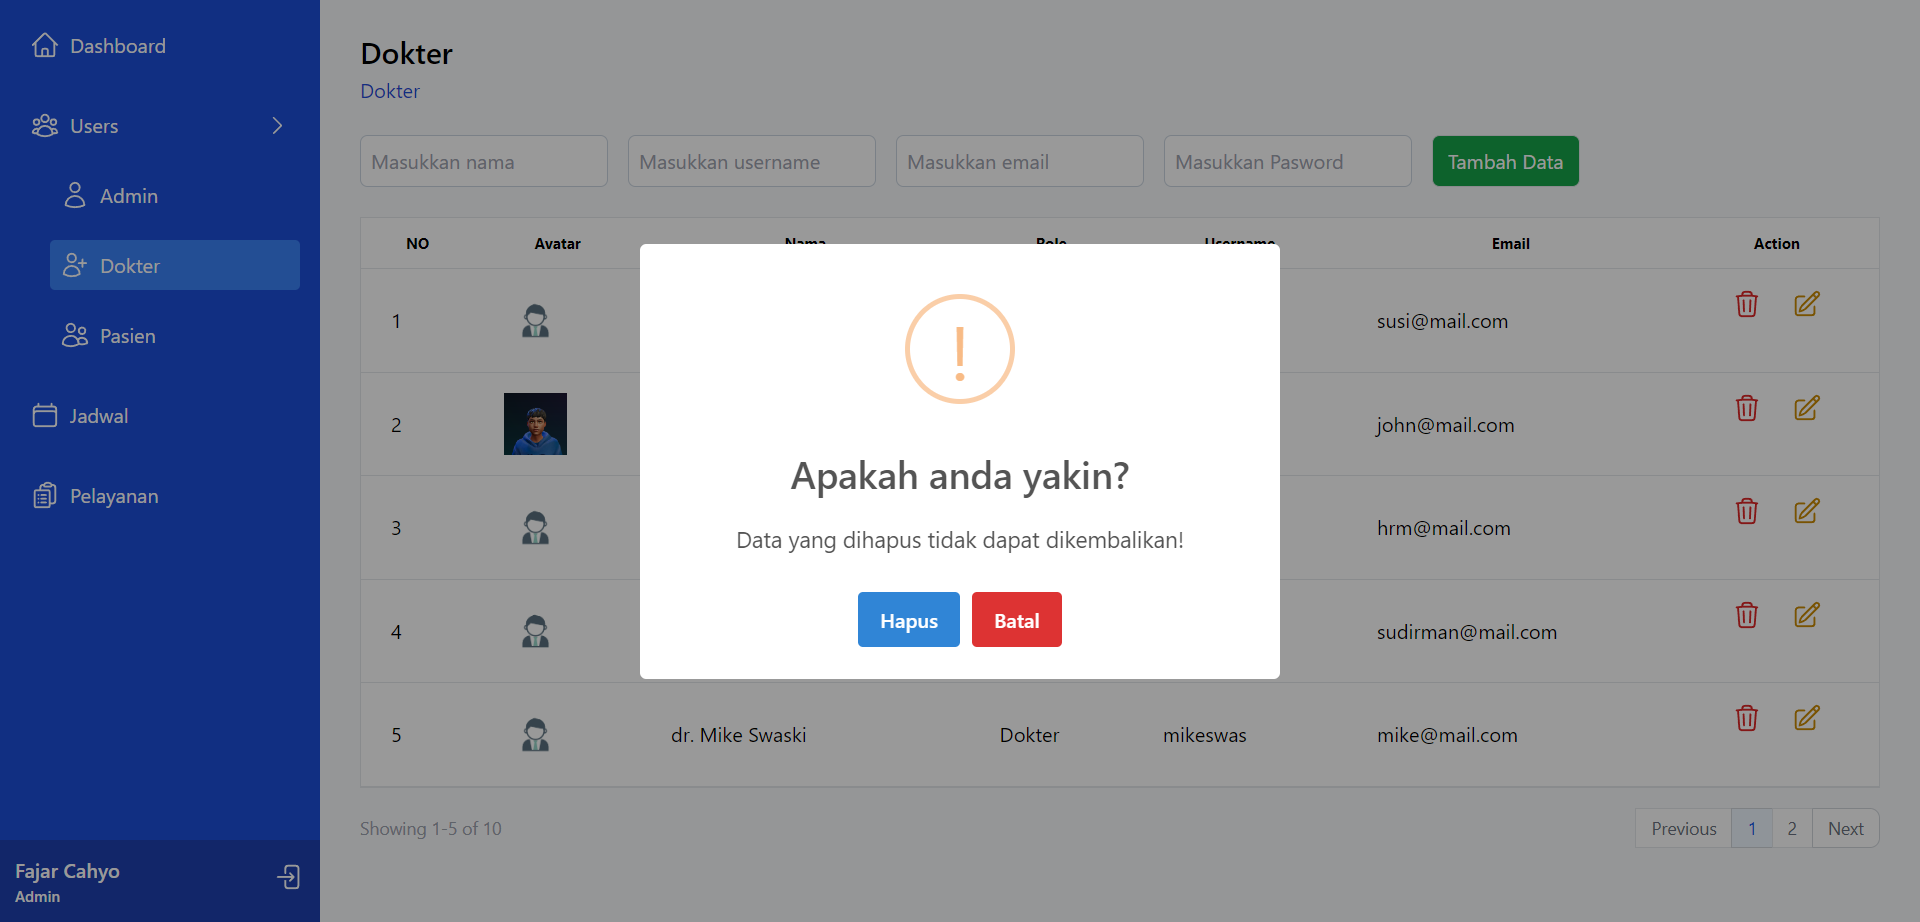 Dashboard
Users
Admin
Dokter
Pasien
Jadwal
Pelayanan
Fajar Cahyo
Admin
Dokter
Dokter
Masukkan nama Masukkan username Masukkan email Masukkan Pasword Tambah Data
NO Avatar Nama Role Username Email Action
1 susi@mail.com
2 john@mail.com
3 hrm@mail.com
4 sudirman@mail.com
5 dr. Mike Swaski Dokter mikeswas mike@mail.com
Showing 1-5 of 10 Previous 1 2 Next
!
Apakah anda yakin?
Data yang dihapus tidak dapat dikembalikan!
Hapus Batal